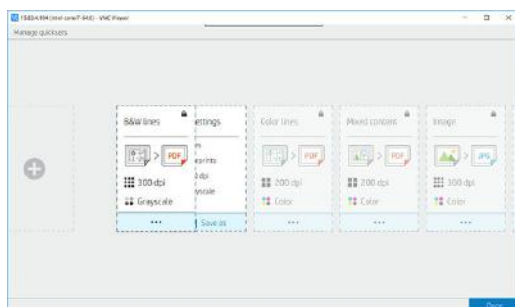 VNC Viewer
Manage quicksets
B&W lines
ettings
Color lines
Mixed content
Image
PDF
PDF
PDF
JPG
300 dpi
200 dpi
200 dpi
300 dpi
Grayscale
Color
Color
Color
...
Save as
...
...
...
Done